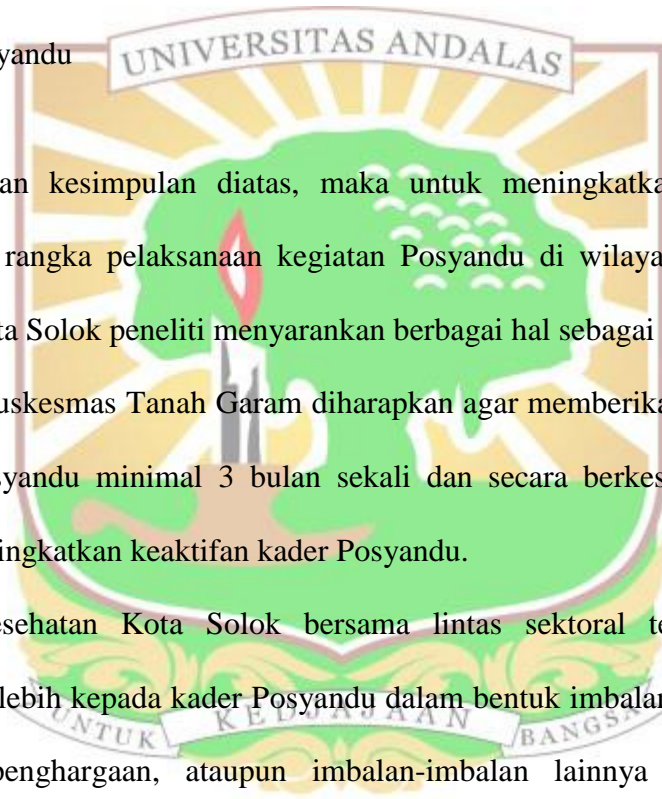 yandu
UNIVERSITAS ANDALAS
an kesimpulan diatas, maka untuk meningkatka
rangka pelaksanaan kegiatan Posyandu di wilaya
ta Solok peneliti menyarankan berbagai hal sebagai
uskesmas Tanah Garam diharapkan agar memberika
syandu minimal 3 bulan sekali dan secara berkes
ingkatkan keaktifan kader Posyandu.
esehatan Kota Solok bersama lintas sektoral te
lebih kepada kader Posyandu dalam bentuk imbalan
UNTUK KEDJAJAAN BANGSA
penghargaan, ataupun imbalan-imbalan lainnya